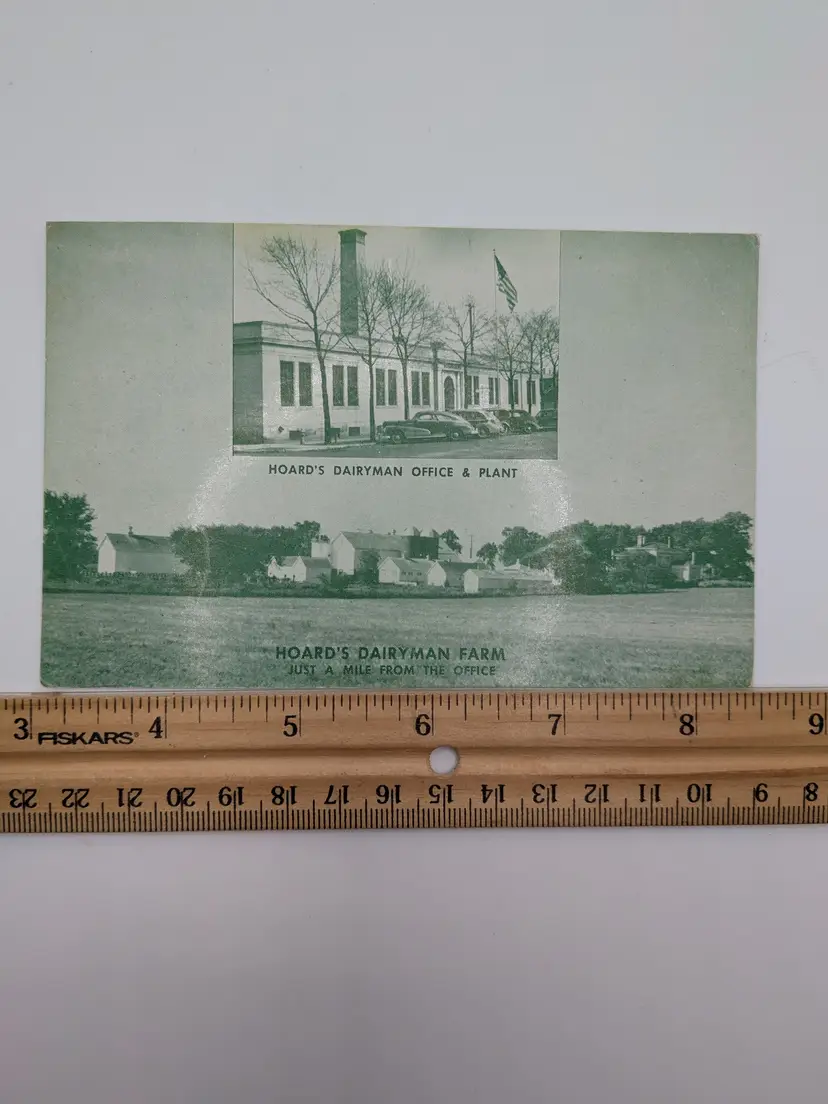 HOARD'S DAIRYMAN OFFICE & PLANT
HOARD'S DAIRYMAN FARM
JUST A MILE FROM THE OFFICE
3 FISKARS® 4 5 6 7 8 9
23 22 21 20 19 18 17 16 15 14 13 12 11 10 9 8